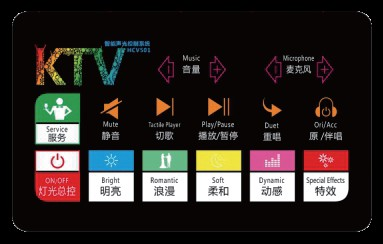 智能声光控制系统
KTV HCV501
Music
音量
Microphone
麦克风
Service
服务
Mute
静音
Tactile Player
切歌
Play/Pause
播放/暂停
Duet
重唱
Ori/Acc
原/伴唱
ON/OFF
灯光总控
Bright
明亮
Romantic
浪漫
Soft
柔和
Dynamic
动感
Special Effects
特效